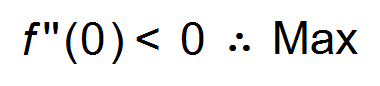 f"(0) < 0 ∴ Max